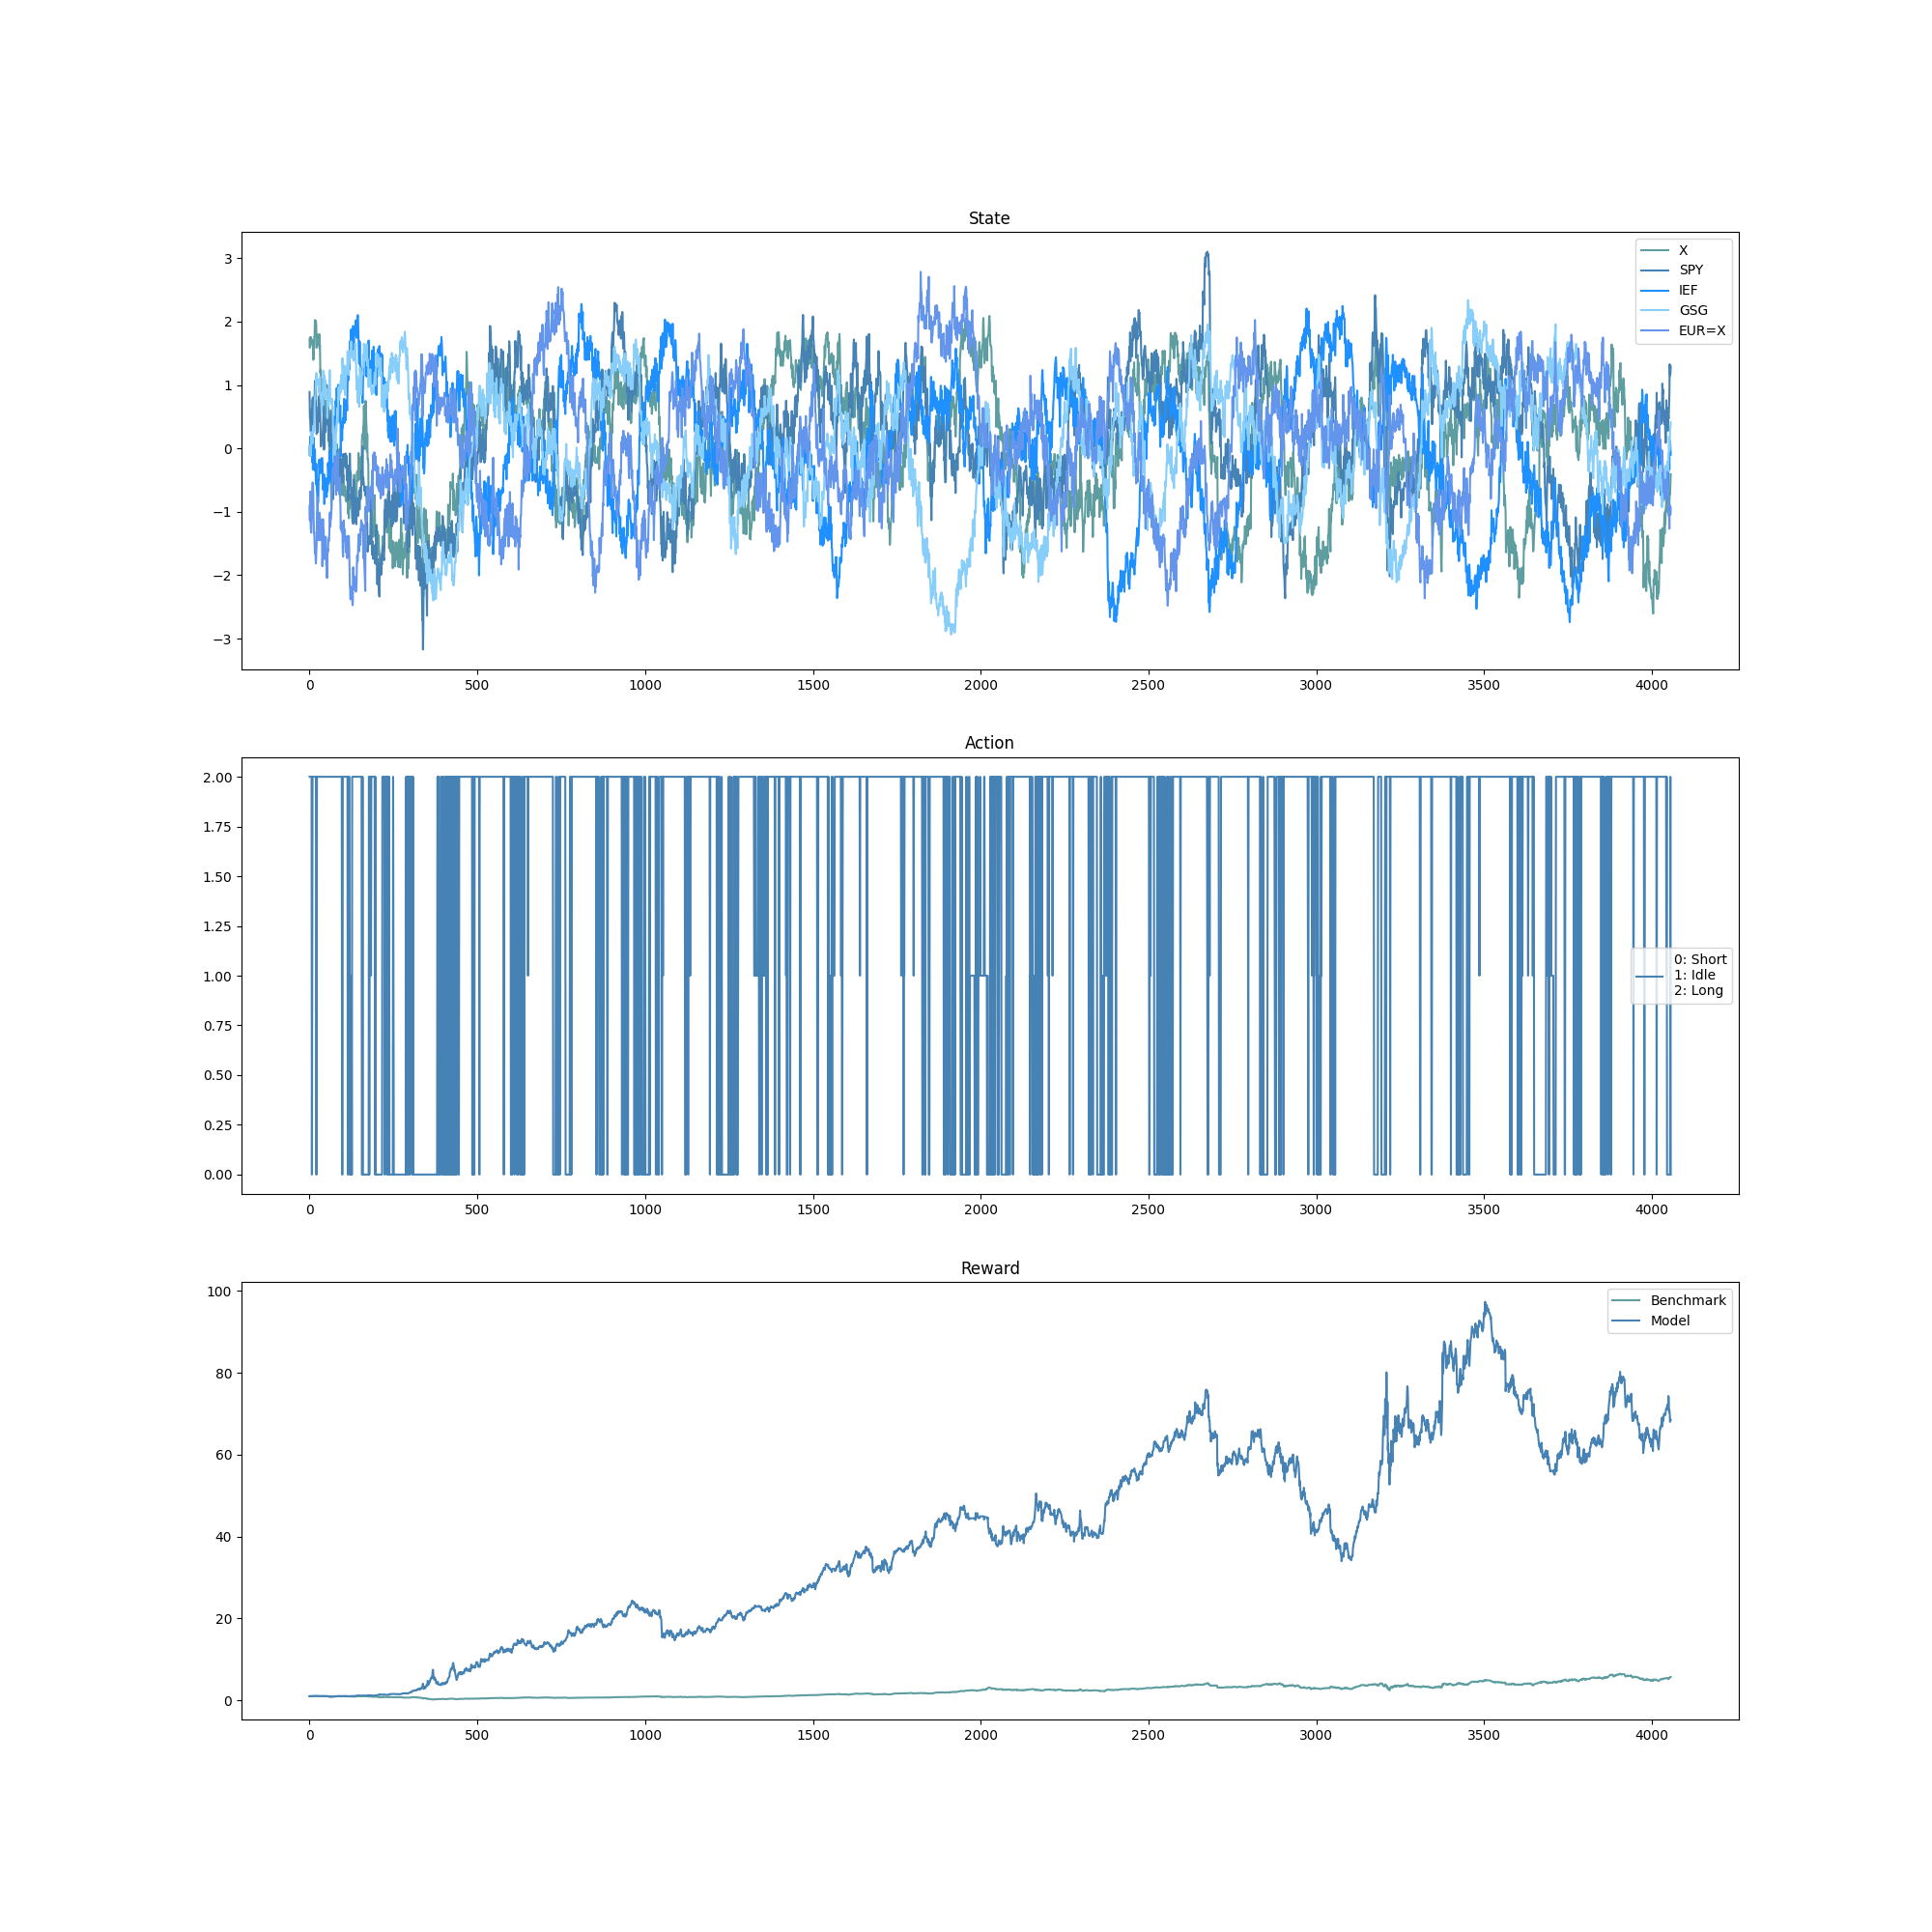 State
3
2
1
0
−1
−2
−3
X
SPY
IEF
GSG
EUR=X
0 500 1000 1500 2000 2500 3000 3500 4000
Action
2.00
1.75
1.50
1.25
1.00
0.75
0.50
0.25
0.00
0: Short
1: Idle
2: Long
0 500 1000 1500 2000 2500 3000 3500 4000
Reward
100
80
60
40
20
0
Benchmark
Model
0 500 1000 1500 2000 2500 3000 3500 4000